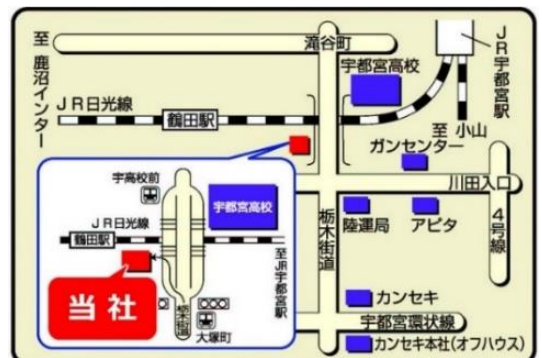 至 鹿沼インター
滝谷町
JR宇都宮駅
宇都宮高校
JR日光線
鶴田駅
至 小山
ガンセンター
川田入口
陸運局
アピタ
4号線
栃木街道
カンセキ
宇都宮環状線
カンセキ本社(オフハウス)
宇高校前
宇都宮高校
JR日光線
鶴田駅
至JR宇都宮駅
当社
栃木街道
大塚町